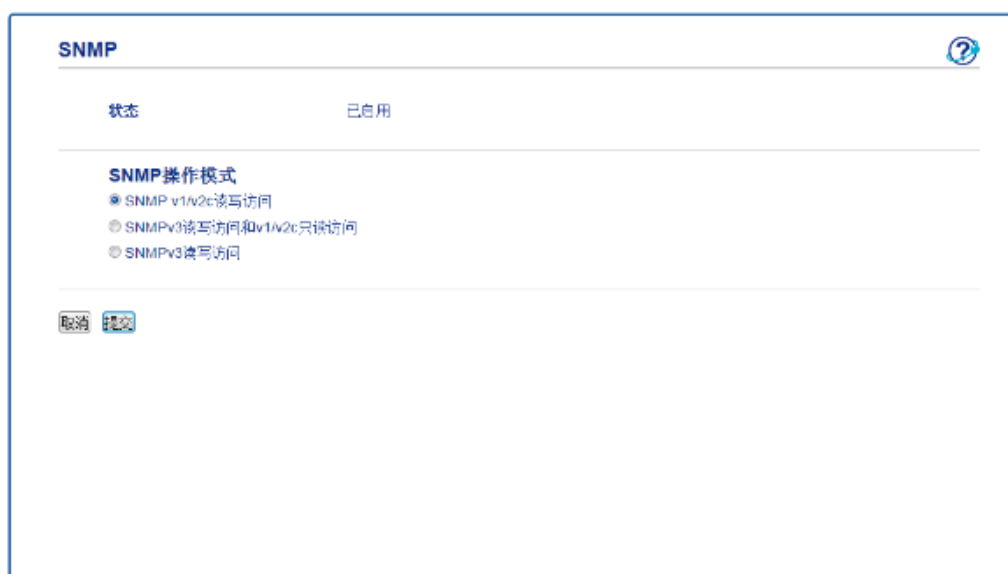 SNMP
状态 已启用
SNMP操作模式
SNMP v1/v2c读写访问
SNMPv3读写访问和v1/v2c只读访问
SNMPv3读写访问
取消 提交